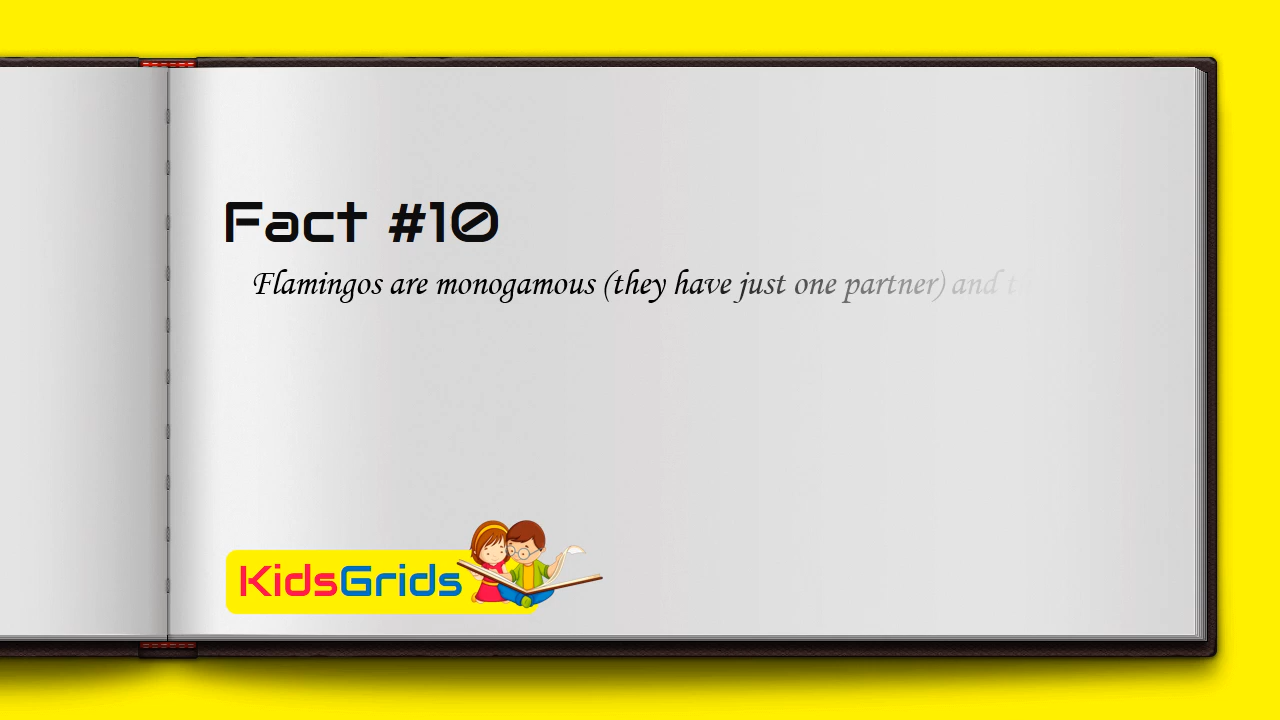 Fact #10
Flamingos are monogamous (they have just one partner) and
KidsGrids